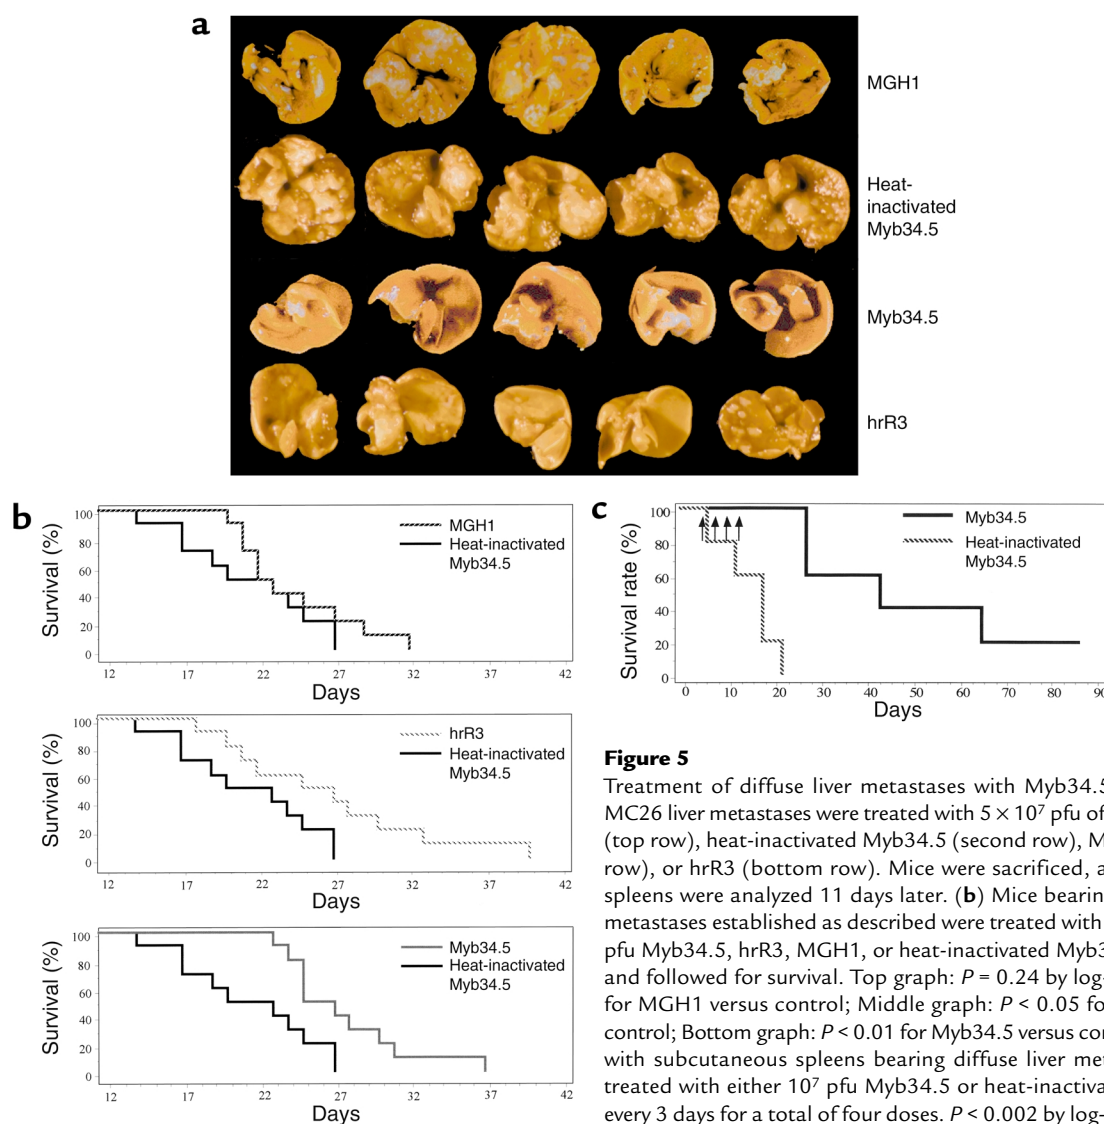 a
MGH1
Heat-
inactivated
Myb34.5
Myb34.5
hrR3
b
Survival (%)
100
80
60
40
20
0
MGH1
Heat-inactivated
Myb34.5
12 17 22 27 32 37 42
Days
Survival (%)
100
80
60
40
20
0
hrR3
Heat-inactivated
Myb34.5
12 17 22 27 32 37 42
Days
Survival (%)
100
80
60
40
20
0
Myb34.5
Heat-inactivated
Myb34.5
12 17 22 27 32 37 42
Days
c
Survival rate (%)
100
80
60
40
20
0
Myb34.5
Heat-inactivated
Myb34.5
0 10 20 30 40 50 60 70 80 90
Days
Figure 5
Treatment of diffuse liver metastases with Myb34.5
MC26 liver metastases were treated with 5 × 10⁷ pfu of
(top row), heat-inactivated Myb34.5 (second row), M
row), or hrR3 (bottom row). Mice were sacrificed, a
spleens were analyzed 11 days later. (b) Mice bearin
metastases established as described were treated with
pfu Myb34.5, hrR3, MGH1, or heat-inactivated Myb3
and followed for survival. Top graph: P = 0.24 by log-
for MGH1 versus control; Middle graph: P < 0.05 fo
control; Bottom graph: P < 0.01 for Myb34.5 versus con
with subcutaneous spleens bearing diffuse liver met
treated with either 10⁷ pfu Myb34.5 or heat-inactiva
every 3 days for a total of four doses. P < 0.002 by log-